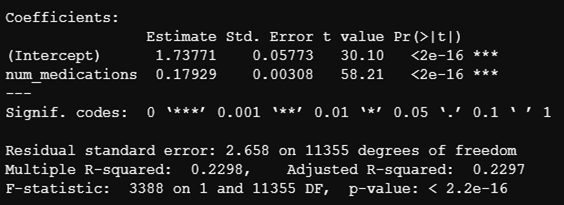 Coefficients:
                Estimate Std. Error t value Pr(>|t|)
(Intercept)      1.73771    0.05773   30.10   <2e-16 ***
num_medications  0.17929    0.00308   58.21   <2e-16 ***
---
Signif. codes:  0 ‘***’ 0.001 ‘**’ 0.01 ‘*’ 0.05 ‘.’ 0.1 ‘ ’ 1
Residual standard error: 2.658 on 11355 degrees of freedom
Multiple R-squared:  0.2298,    Adjusted R-squared:  0.2297
F-statistic:  3388 on 1 and 11355 DF,  p-value: < 2.2e-16